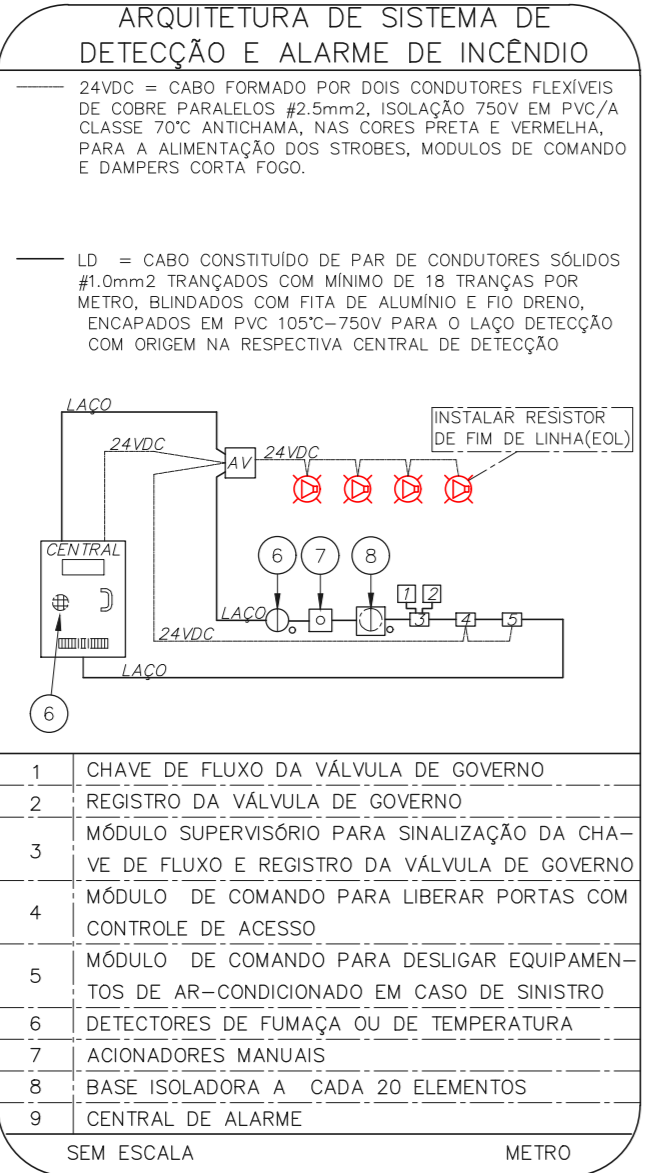 ARQUITETURA DE SISTEMA DE
DETECÇÃO E ALARME DE INCÊNDIO
24VDC = CABO FORMADO POR DOIS CONDUTORES FLEXÍVEIS
DE COBRE PARALELOS #2.5mm2, ISOLAÇÃO 750V EM PVC/A
CLASSE 70°C ANTICHAMA, NAS CORES PRETA E VERMELHA,
PARA A ALIMENTAÇÃO DOS STROBES, MODULOS DE COMANDO
E DAMPERS CORTA FOGO.
LD = CABO CONSTITUÍDO DE PAR DE CONDUTORES SÓLIDOS
#1.0mm2 TRANÇADOS COM MÍNIMO DE 18 TRANÇAS POR
METRO, BLINDADOS COM FITA DE ALUMÍNIO E FIO DRENO,
ENCAPADOS EM PVC 105°C-750V PARA O LAÇO DETECÇÃO
COM ORIGEM NA RESPECTIVA CENTRAL DE DETECÇÃO
LAÇO
INSTALAR RESISTOR
DE FIM DE LINHA(EOL)
24VDC
AV
24VDC
CENTRAL
6
7
8
1
2
LAÇO
3
4
5
24VDC
LAÇO
6
1 CHAVE DE FLUXO DA VÁLVULA DE GOVERNO
2 REGISTRO DA VÁLVULA DE GOVERNO
3 MÓDULO SUPERVISÓRIO PARA SINALIZAÇÃO DA CHA-
VE DE FLUXO E REGISTRO DA VÁLVULA DE GOVERNO
4 MÓDULO DE COMANDO PARA LIBERAR PORTAS COM
CONTROLE DE ACESSO
5 MÓDULO DE COMANDO PARA DESLIGAR EQUIPAMEN-
TOS DE AR-CONDICIONADO EM CASO DE SINISTRO
6 DETECTORES DE FUMAÇA OU DE TEMPERATURA
7 ACIONADORES MANUAIS
8 BASE ISOLADORA A CADA 20 ELEMENTOS
9 CENTRAL DE ALARME
SEM ESCALA METRO